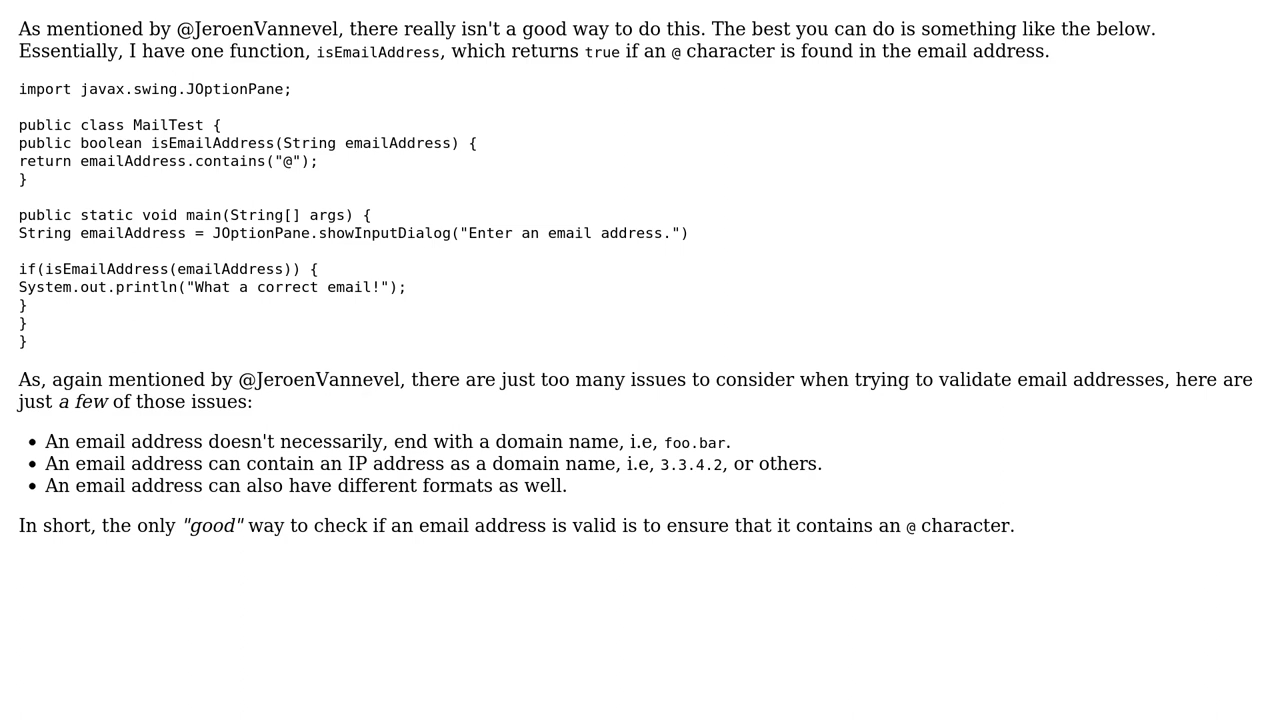 As mentioned by @JeroenVannevel, there really isn't a good way to do this. The best you can do is something like the below.
Essentially, I have one function, isEmailAddress, which returns true if an @ character is found in the email address.
import javax.swing.JOptionPane;
public class MailTest {
public boolean isEmailAddress(String emailAddress) {
return emailAddress.contains("@");
}
public static void main(String[] args) {
String emailAddress = JOptionPane.showInputDialog("Enter an email address.")
if(isEmailAddress(emailAddress)) {
System.out.println("What a correct email!");
}
}
}
As, again mentioned by @JeroenVannevel, there are just too many issues to consider when trying to validate email addresses, here are
just a few of those issues:
• An email address doesn't necessarily, end with a domain name, i.e, foo.bar.
• An email address can contain an IP address as a domain name, i.e, 3.3.4.2, or others.
• An email address can also have different formats as well.
In short, the only "good" way to check if an email address is valid is to ensure that it contains an @ character.